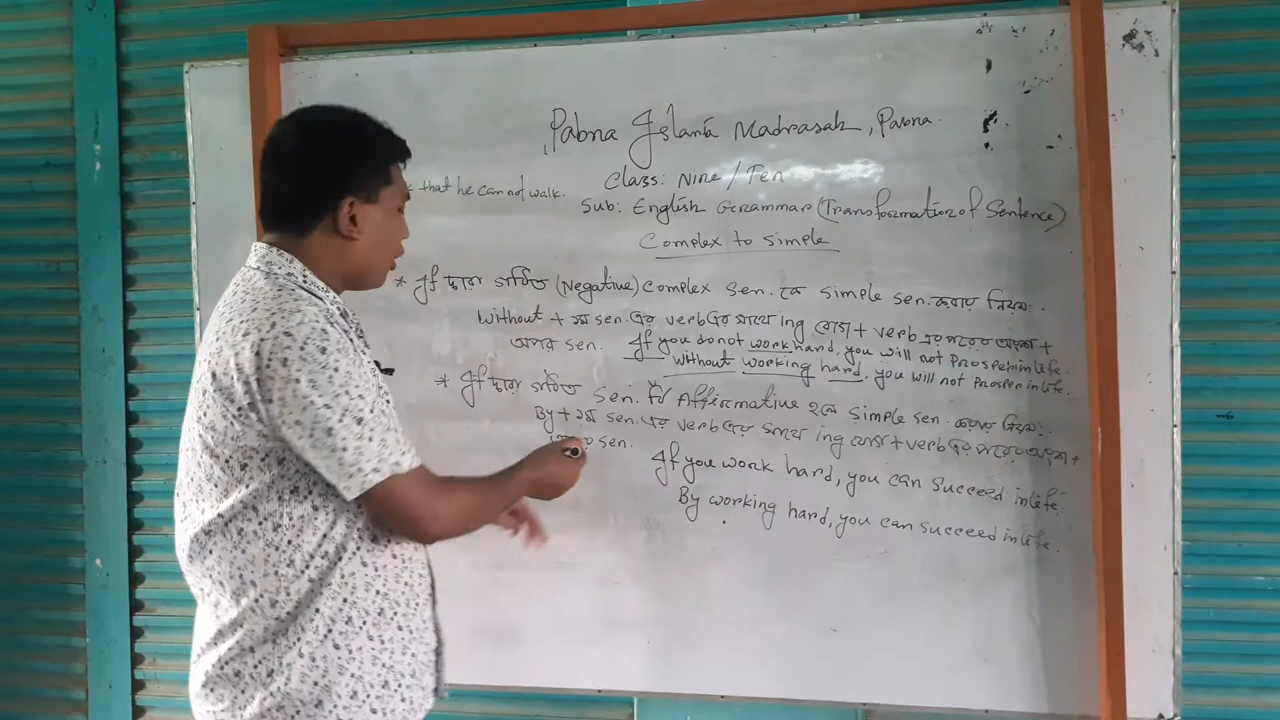 Pabna Islamia Madrasah, Pabna.
Class: Nine / Ten
that he can not walk.
Sub: English Grammar (Transformation of Sentence)
Complex to simple
* If দ্বারা গঠিত (Negative) complex sen. কে simple sen. করার নিয়ম:
Without + ১ম sen. এর verb এর সাথে ing যোগ + verb এর পরের অংশ +
অপর sen. If you do not work hard, you will not prosper in life.
Without working hard, you will not prosper in life.
* If দ্বারা গঠিত sen. টি Affirmative হলে simple sen. করার নিয়ম:
By + ১ম sen. এর verb এর সাথে ing যোগ + verb এর পরের অংশ +
sen. If you work hard, you can succeed in life.
By working hard, you can succeed in life.